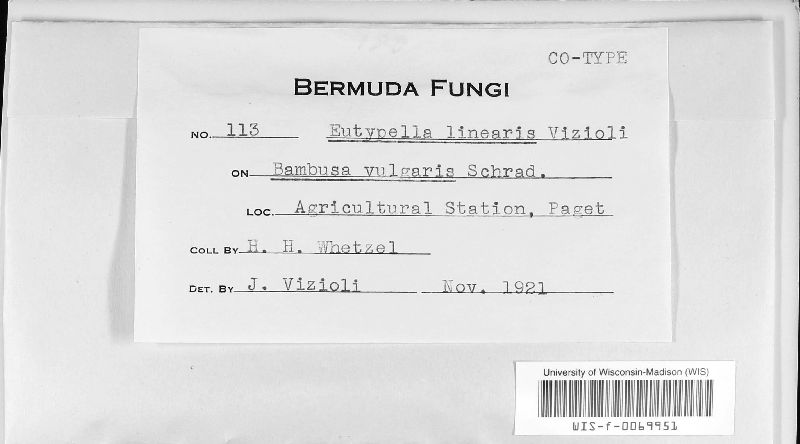 CO-TYPE
BERMUDA FUNGI
NO. 113 Eutypella linearis Vizioli
ON Bambusa vulgaris Schrad.
LOC. Agricultural Station, Paget
COLL BY H. H. Whetzel
DET. BY J. Vizioli Nov. 1921
University of Wisconsin-Madison (WIS)
WIS-f-0069951